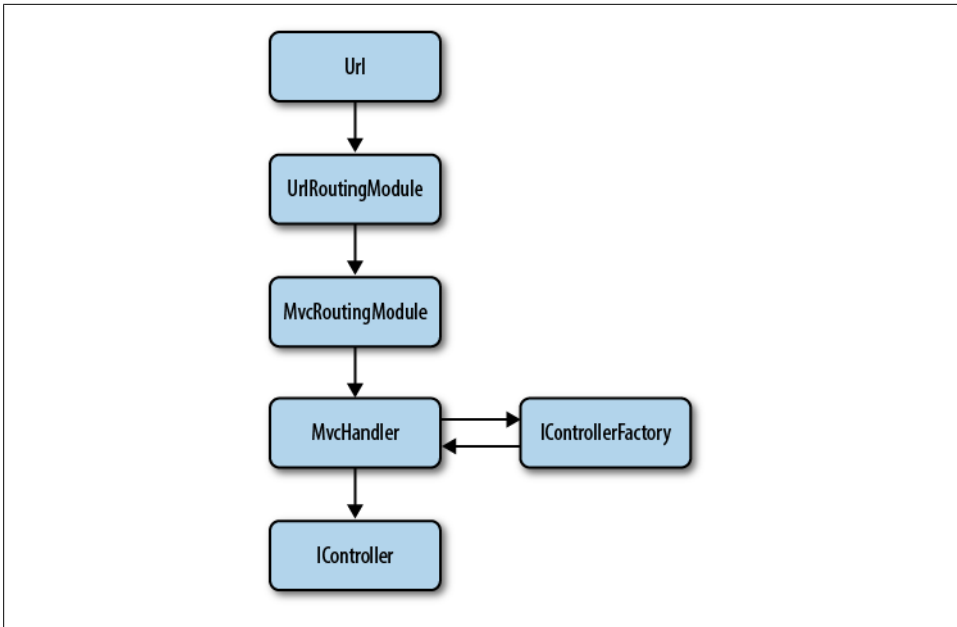 Url
UrlRoutingModule
MvcRoutingModule
MvcHandler
IControllerFactory
IController